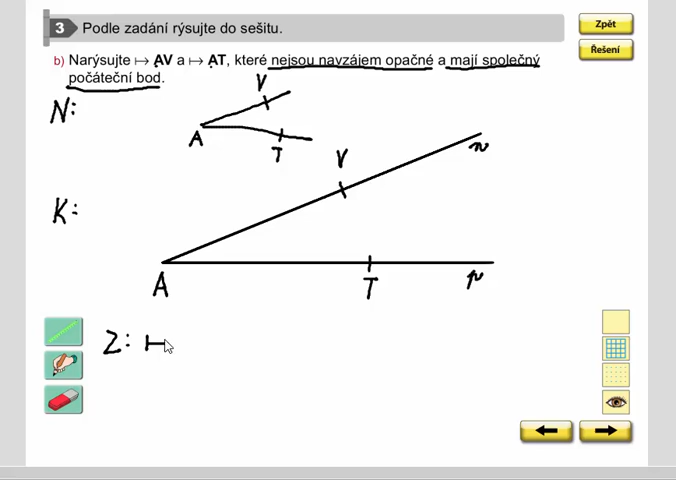 3 Podle zadání rýsujte do sešitu.
Zpět
Řešení
b) Narýsujte ↦ AV a ↦ AT, které nejsou navzájem opačné a mají společný
počáteční bod.
N:
V
A
T
V
n
K:
A
T
p
Z: ↦